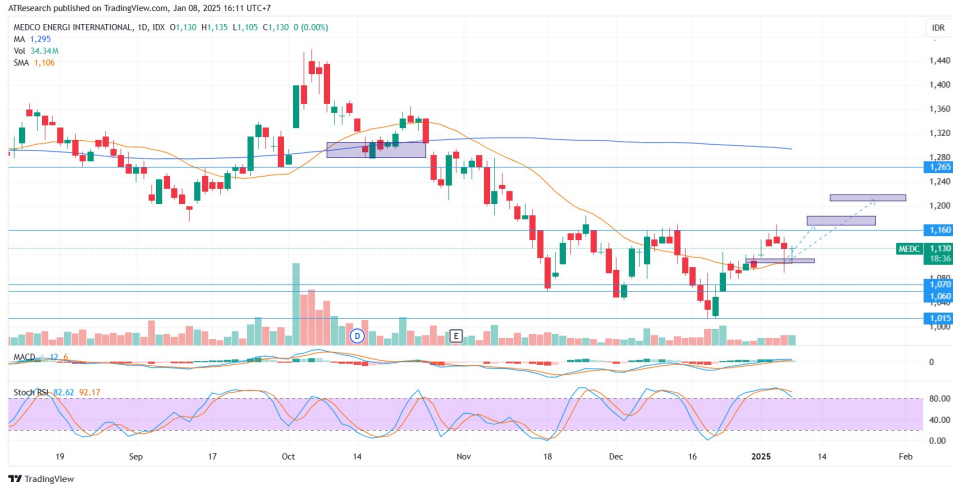 ATResearch published on TradingView.com, Jan 08, 2025 16:11 UTC+7
MEDCO ENERGI INTERNATIONAL, 1D, IDX O1,130 H1,135 L1,105 C1,130 0 (0.00%)
IDR
MA 1,295
Vol 34.34M
SMA 1,106
1,440
1,400
1,360
1,320
1,280
1,265
1,240
1,200
1,160
MEDC 1,130
18:36
1,080
1,070
1,060
1,040
1,015
1,000
D
E
MACD 12 6
0
Stoch RSI 82.62 92.17
80.00
40.00
0.00
19 Sep 17 Oct 14 Nov 18 Dec 16 2025 14 Feb
TradingView